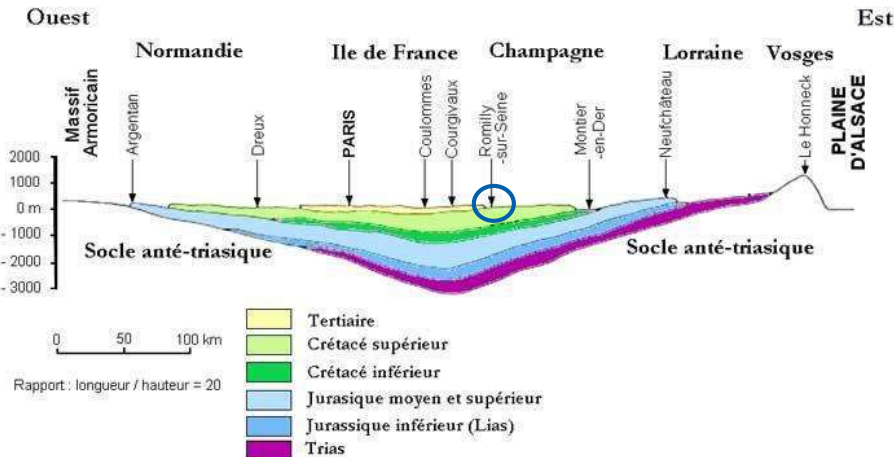 Ouest
Est
Normandie
Ile de France
Champagne
Lorraine
Vosges
Massif
Armoricain
Argentan
Dreux
PARIS
Coulommes
Courgivaux
Romilly
-sur-Seine
Montier
-en-Der
Neufchâteau
Le Honneck
PLAINE
D'ALSACE
2000
1000
0 m
- 1000
- 2000
- 3000
Socle anté-triasique
Socle anté-triasique
0 50 100 km
Rapport : longueur / hauteur = 20
Tertiaire
Crétacé supérieur
Crétacé inférieur
Jurasique moyen et supérieur
Jurassique inférieur (Lias)
Trias